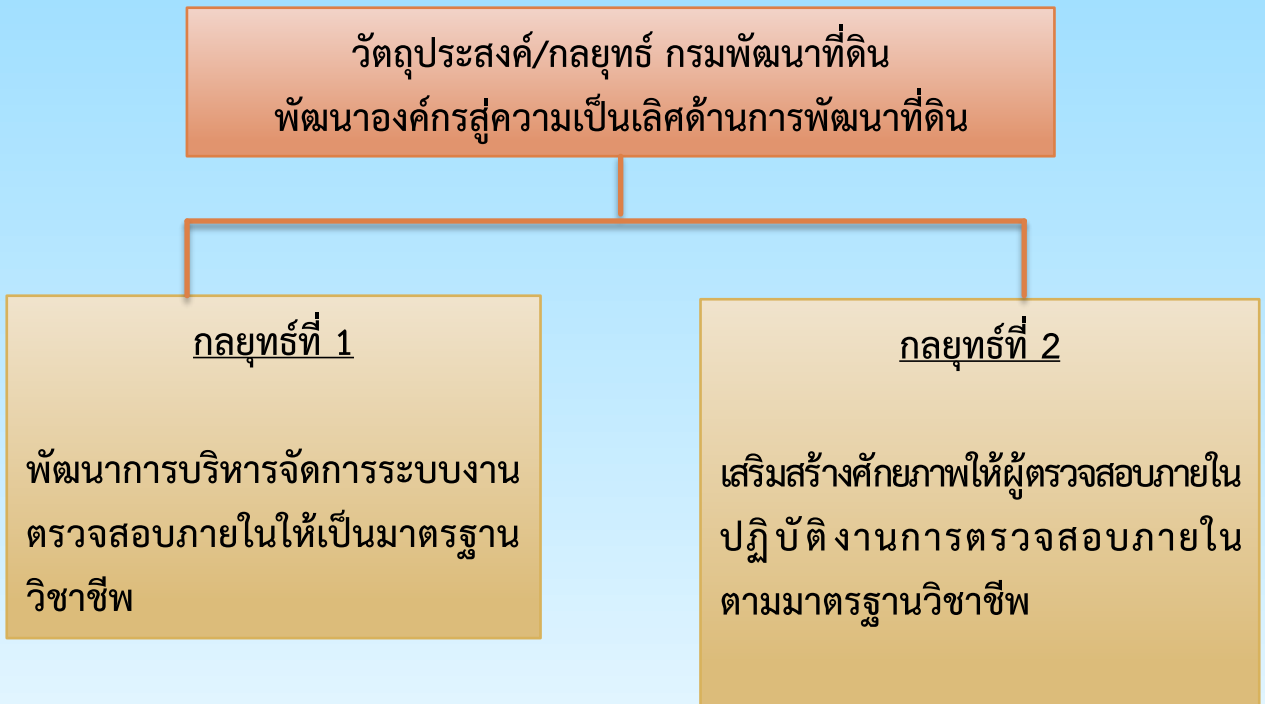 วัตถุประสงค์/กลยุทธ์ กรมพัฒนาที่ดิน
พัฒนาองค์กรสู่ความเป็นเลิศด้านการพัฒนาที่ดิน
กลยุทธ์ที่ 1
พัฒนาการบริหารจัดการระบบงาน
ตรวจสอบภายในให้เป็นมาตรฐาน
วิชาชีพ
กลยุทธ์ที่ 2
เสริมสร้างศักยภาพให้ผู้ตรวจสอบภายใน
ปฏิบัติงานการตรวจสอบภายใน
ตามมาตรฐานวิชาชีพ